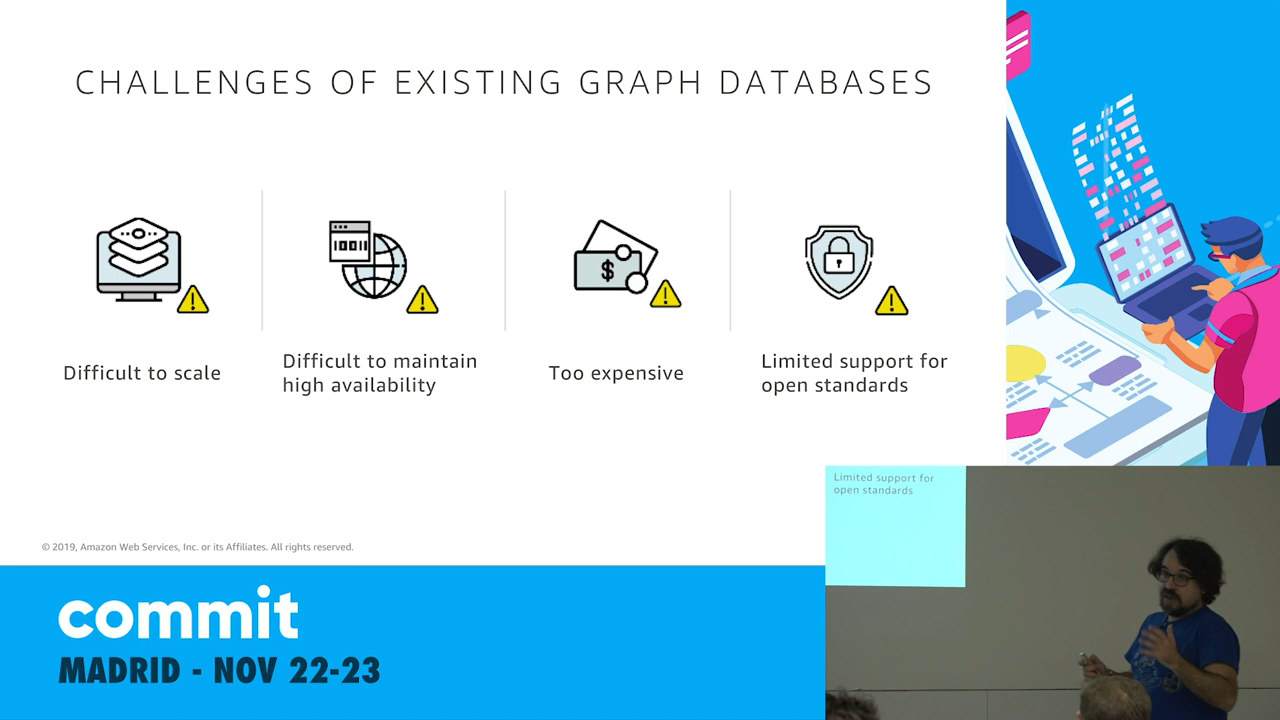 CHALLENGES OF EXISTING GRAPH DATABASES
Difficult to scale
Difficult to maintain
high availability
Too expensive
Limited support for
open standards
© 2019, Amazon Web Services, Inc. or its Affiliates. All rights reserved.
commit
MADRID - NOV 22-23
Limited support for
open standards